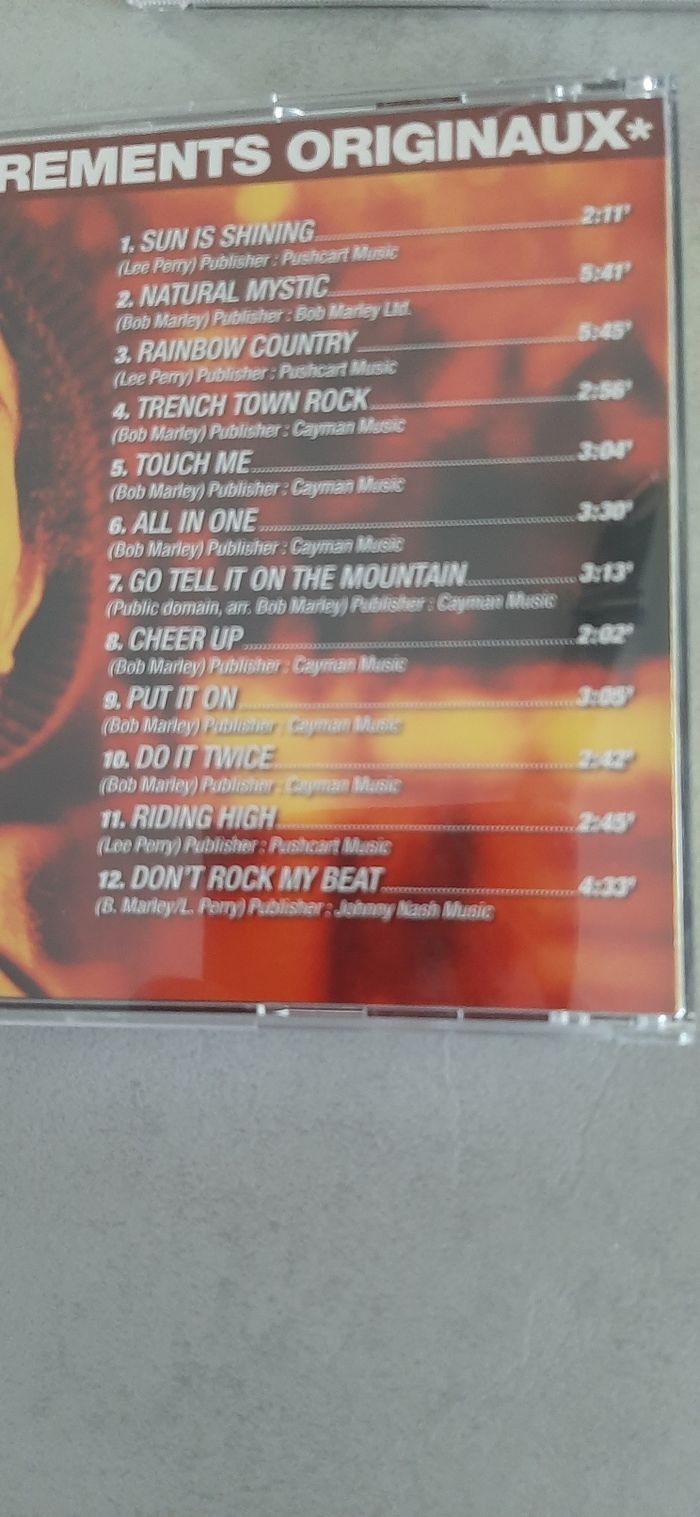 REMENTS ORIGINAUX*
1. SUN IS SHINING 2:11'
(Lee Perry) Publisher : Pushcart Music
2. NATURAL MYSTIC 5:41'
(Bob Marley) Publisher : Bob Marley Ltd.
3. RAINBOW COUNTRY 5:45'
(Lee Perry) Publisher : Pushcart Music
4. TRENCH TOWN ROCK 2:56'
(Bob Marley) Publisher : Cayman Music
5. TOUCH ME 3:04'
(Bob Marley) Publisher : Cayman Music
6. ALL IN ONE 3:30'
(Bob Marley) Publisher : Cayman Music
7. GO TELL IT ON THE MOUNTAIN 3:13'
(Public domain, arr. Bob Marley) Publisher : Cayman Music
8. CHEER UP 2:02'
(Bob Marley) Publisher : Cayman Music
9. PUT IT ON 3:05'
(Bob Marley) Publisher : Cayman Music
10. DO IT TWICE 2:42'
(Bob Marley) Publisher : Cayman Music
11. RIDING HIGH 2:45'
(Lee Perry) Publisher : Pushcart Music
12. DON'T ROCK MY BEAT 4:33'
(B. Marley/L. Perry) Publisher : Johnny Nash Music